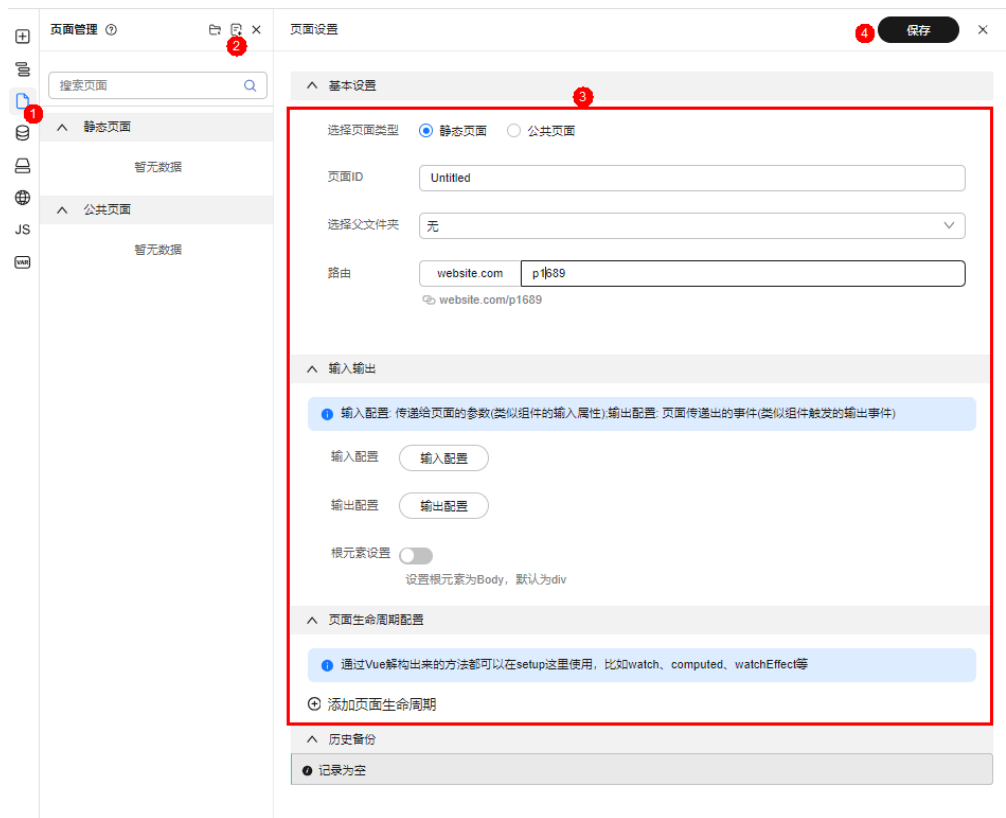 页面管理
2
页面设置
4
保存
搜索页面
1
静态页面
暂无数据
公共页面
暂无数据
JS
VAR
基本设置
3
选择页面类型 静态页面 公共页面
页面ID Untitled
选择父文件夹 无
路由 website.com p1689
website.com/p1689
输入输出
输入配置: 传递给页面的参数(类似组件的输入属性);输出配置: 页面传递出的事件(类似组件触发的输出事件)
输入配置 输入配置
输出配置 输出配置
根元素设置
设置根元素为Body，默认为div
页面生命周期配置
通过Vue解构出来的方法都可以在setup这里使用，比如watch、computed、watchEffect等
添加页面生命周期
历史备份
记录为空